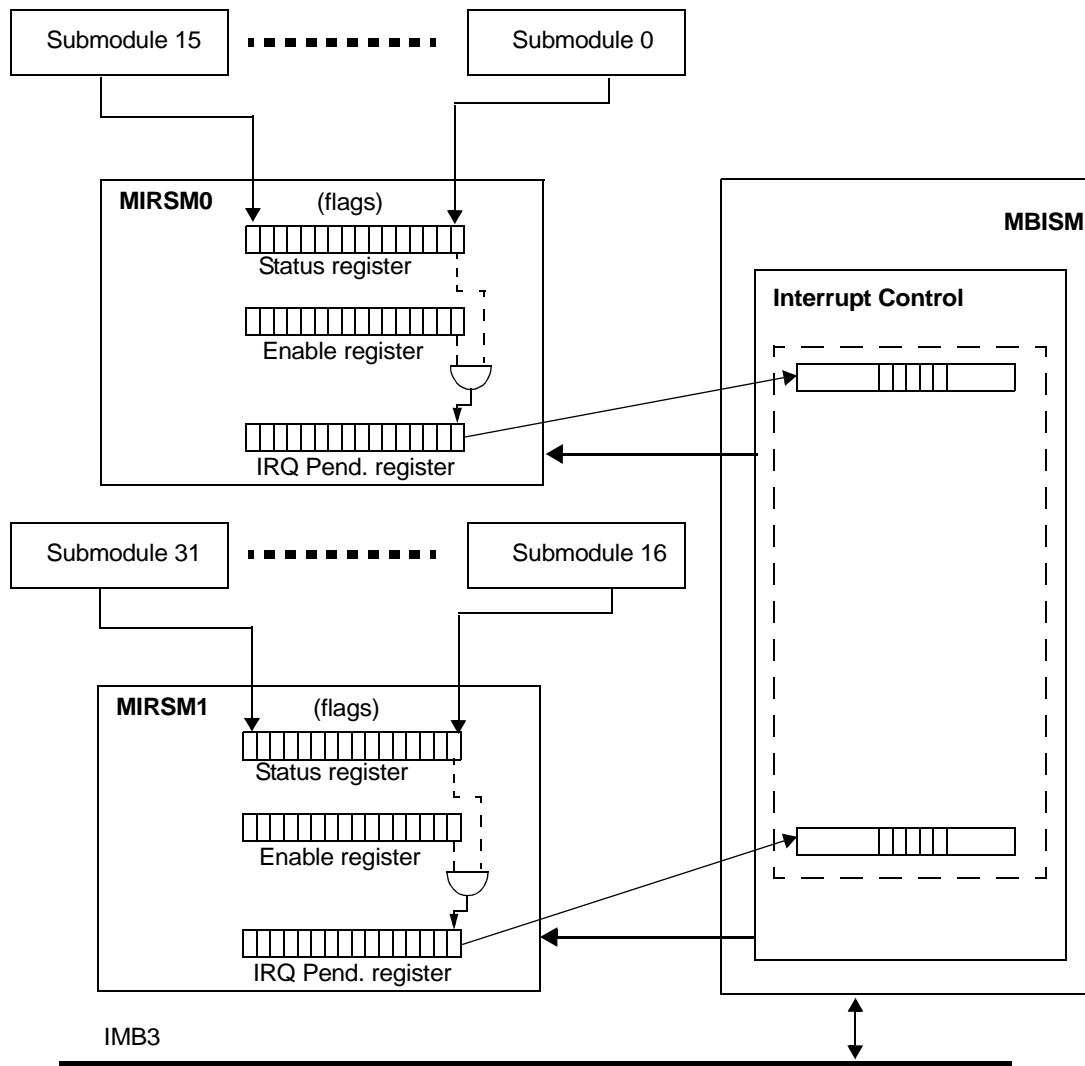 Submodule 15
Submodule 0
MIRSM0
(flags)
Status register
Enable register
IRQ Pend. register
MBISM
Interrupt Control
Submodule 31
Submodule 16
MIRSM1
(flags)
Status register
Enable register
IRQ Pend. register
IMB3